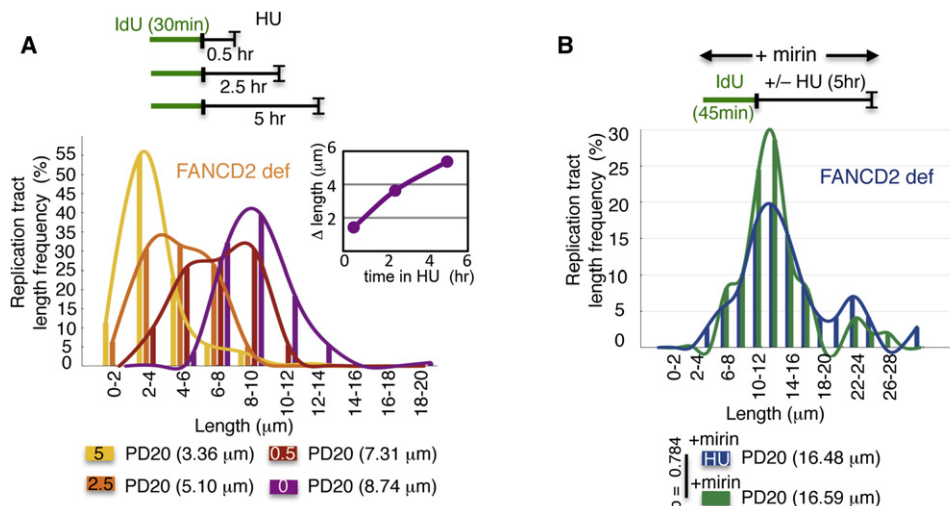 A
IdU (30min)
HU
0.5 hr
2.5 hr
5 hr
Replication tract
length frequency (%)
55
50
45
40
35
30
25
20
15
10
5
0
FANCD2 def
Δ length (μm)
6
4
2
0 2 4 6
time in HU (hr)
0-2
2-4
4-6
6-8
8-10
10-12
12-14
14-16
16-18
18-20
Length (μm)
5 PD20 (3.36 μm)
0.5 PD20 (7.31 μm)
2.5 PD20 (5.10 μm)
0 PD20 (8.74 μm)
B
+ mirin
IdU
+/– HU (5hr)
(45min)
Replication tract
length frequency (%)
30
25
20
15
10
5
0
FANCD2 def
0-2
2-4
6-8
10-12
14-16
18-20
22-24
26-28
Length (μm)
p = 0.784
+mirin
HU PD20 (16.48 μm)
+mirin
PD20 (16.59 μm)